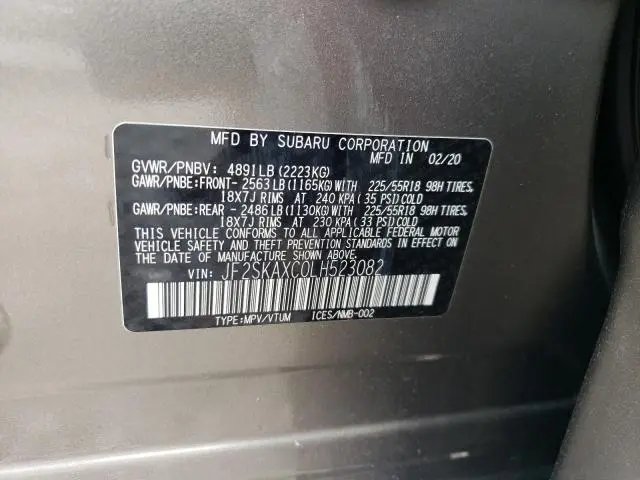 MFD BY SUBARU CORPORATION
MFD IN 02/20
GVWR/PNBV: 4891LB(2223KG)
GAWR/PNBE:FRONT- 2563LB(1165KG)WITH 225/55R18 98H TIRES,
18X7J RIMS AT 240 KPA( 35 PSI)COLD
GAWR/PNBE:REAR - 2486LB(1130KG)WITH 225/55R18 98H TIRES,
18X7J RIMS AT 230 KPA( 33 PSI)COLD
THIS VEHICLE CONFORMS TO ALL APPLICABLE FEDERAL MOTOR
VEHICLE SAFETY AND THEFT PREVENTION STANDARDS IN EFFECT ON
THE DATE OF MANUFACTURE SHOWN ABOVE.
VIN: JF2SKAXC0LH523082
TYPE:MPV/VTUM ICES/NMB-002